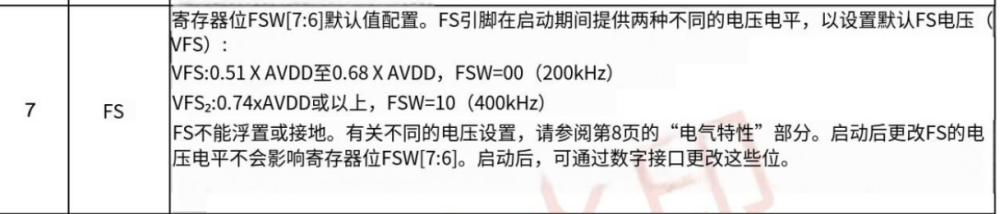 寄存器位FSW[7:6]默认值配置。FS引脚在启动期间提供两种不同的电压电平，以设置默认FS电压（
VFS）：
VFS:0.51 X AVDD至0.68 X AVDD，FSW=00（200kHz）
VFS₂:0.74xAVDD或以上，FSW=10（400kHz）
7
FS
FS不能浮置或接地。有关不同的电压设置，请参阅第8页的“电气特性”部分。启动后更改FS的电
压电平不会影响寄存器位FSW[7:6]。启动后，可通过数字接口更改这些位。